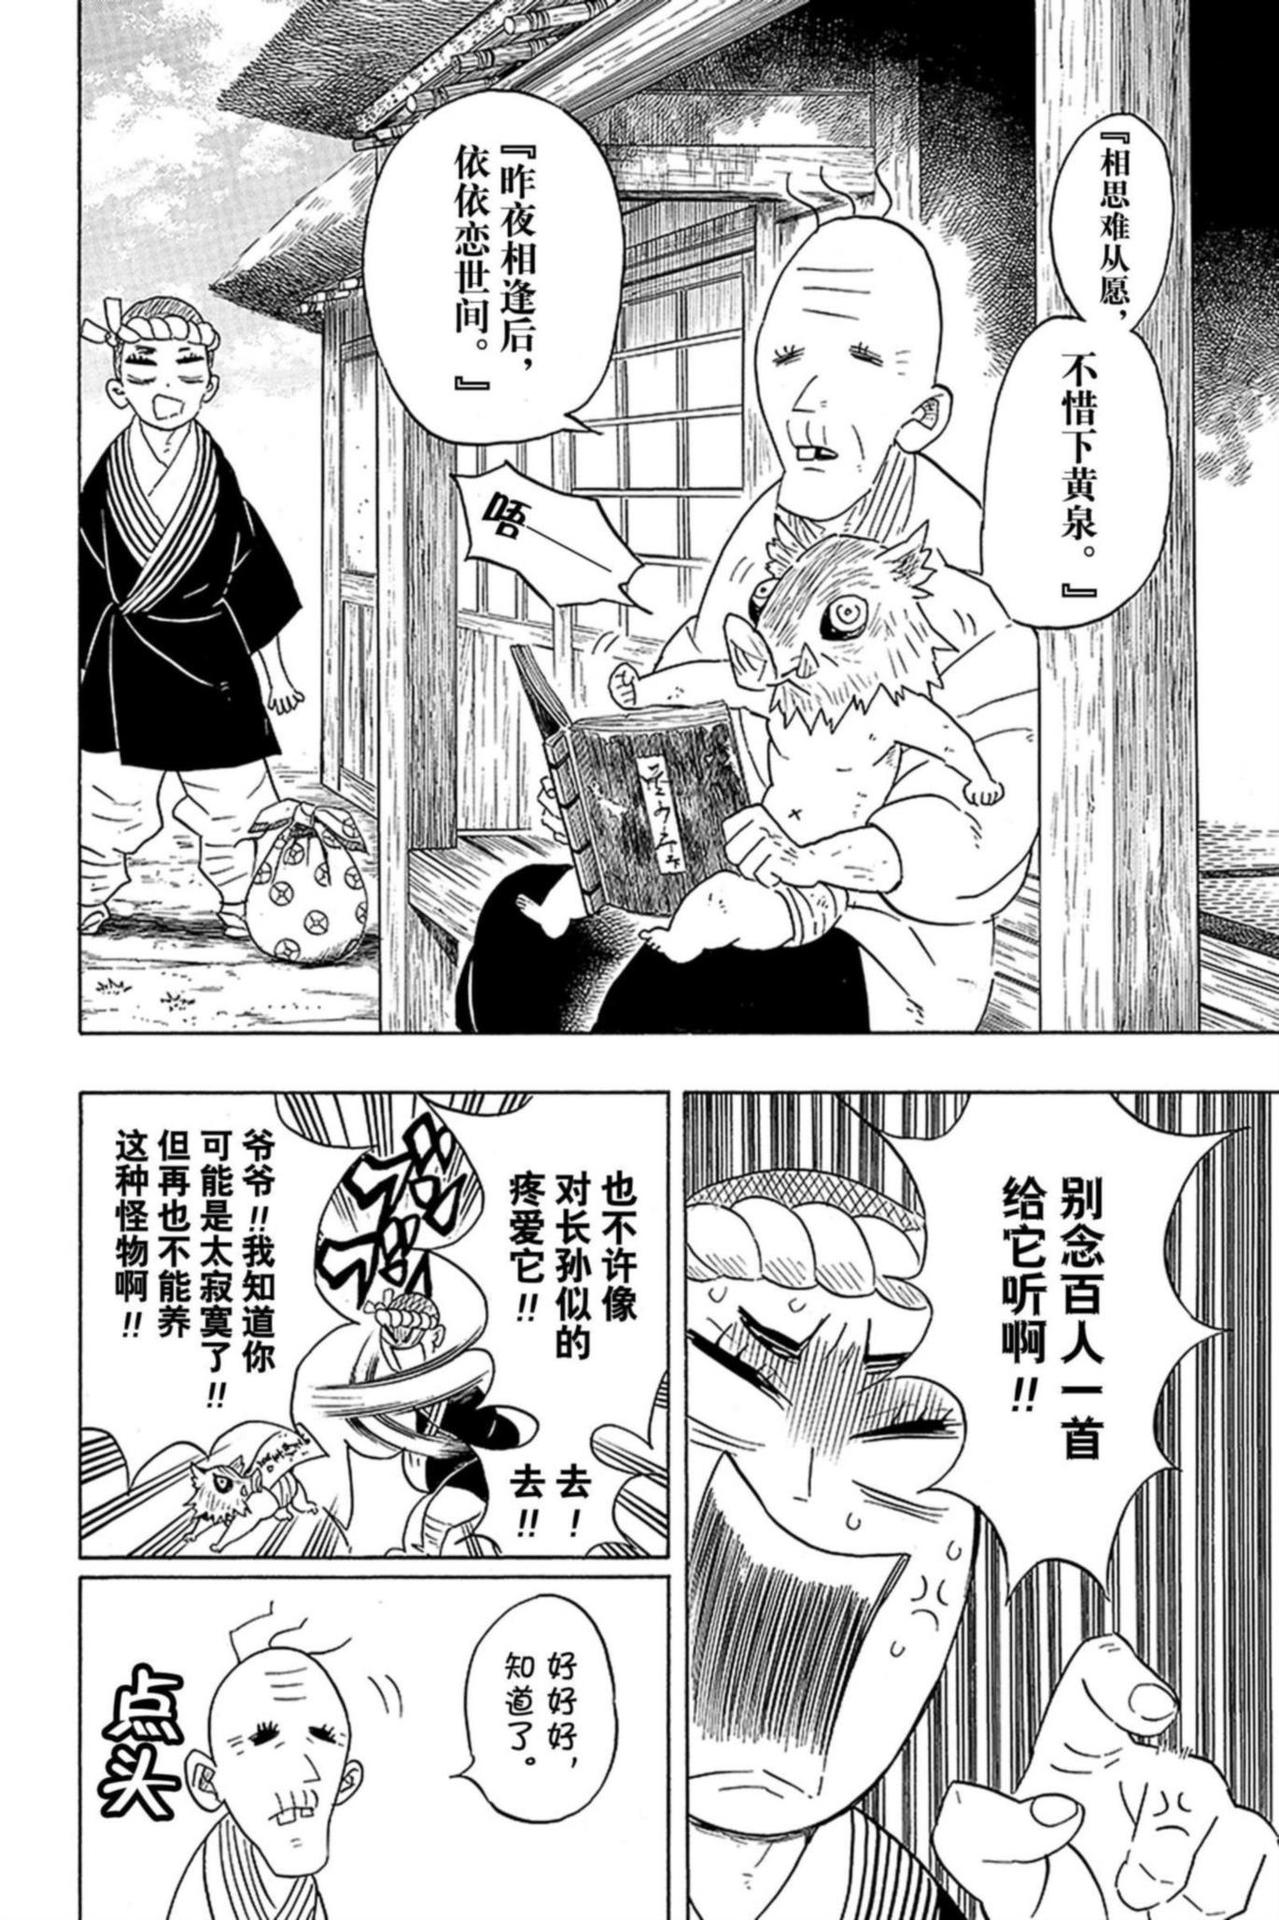 『相思难从愿，
不惜下黄泉。』
『昨夜相逢后，
依依恋世间。』
唔
别念百人一首
给它听啊!!
也不许像
对长孙似的
疼爱它!!
去！
去!!
ブブ
ブブ
爷爷!!我知道你
可能是太寂寞了!!
但再也不能养
这种怪物啊!!
好好好，
知道了。
点头